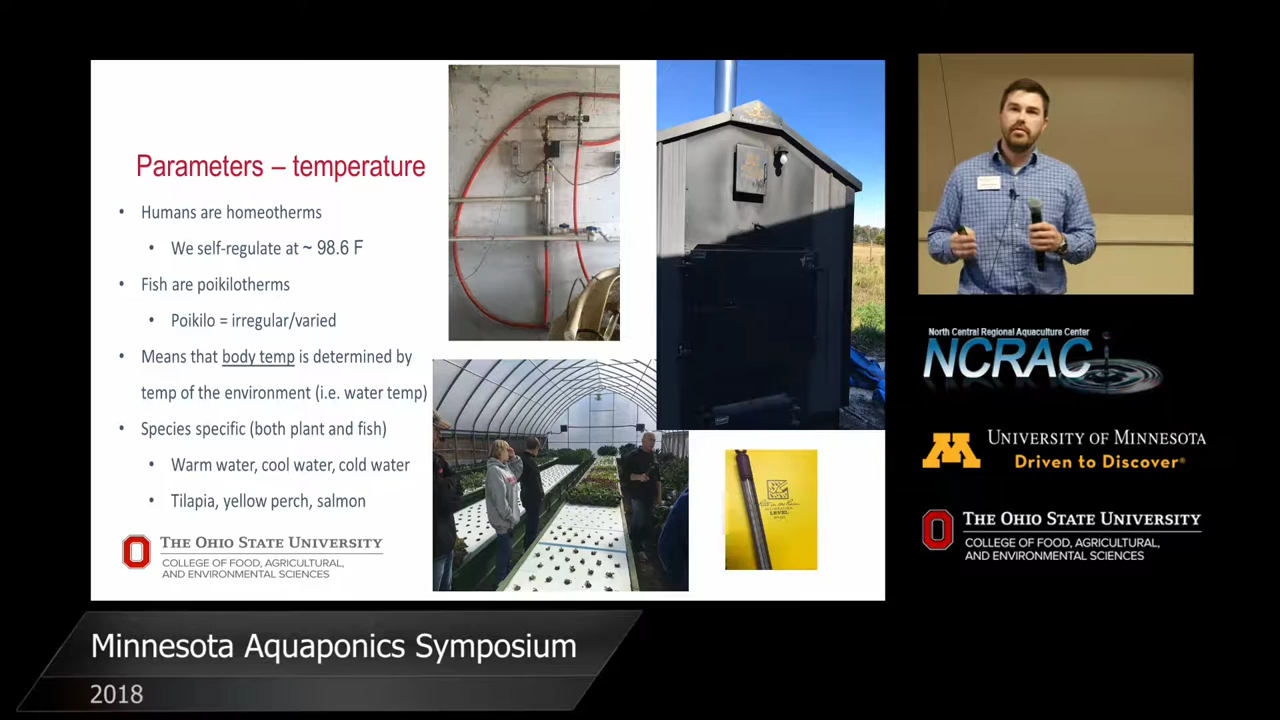 Parameters – temperature
• Humans are homeotherms
• We self-regulate at ~ 98.6 F
• Fish are poikilotherms
• Poikilo = irregular/varied
• Means that body temp is determined by
temp of the environment (i.e. water temp)
• Species specific (both plant and fish)
• Warm water, cool water, cold water
• Tilapia, yellow perch, salmon
THE OHIO STATE UNIVERSITY
COLLEGE OF FOOD, AGRICULTURAL,
AND ENVIRONMENTAL SCIENCES
LEVEL
North Central Regional Aquaculture Center
NCRAC
UNIVERSITY OF MINNESOTA
Driven to Discover®
THE OHIO STATE UNIVERSITY
COLLEGE OF FOOD, AGRICULTURAL,
AND ENVIRONMENTAL SCIENCES
Minnesota Aquaponics Symposium
2018